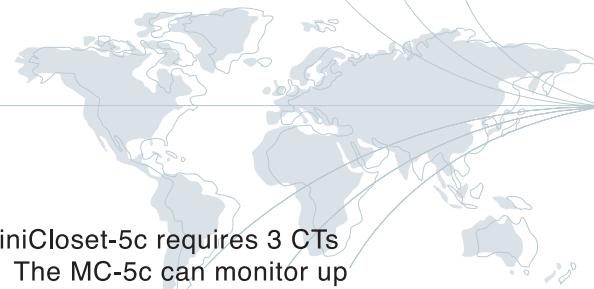 iniCloset-5c requires 3 CTs
The MC-5c can monitor up